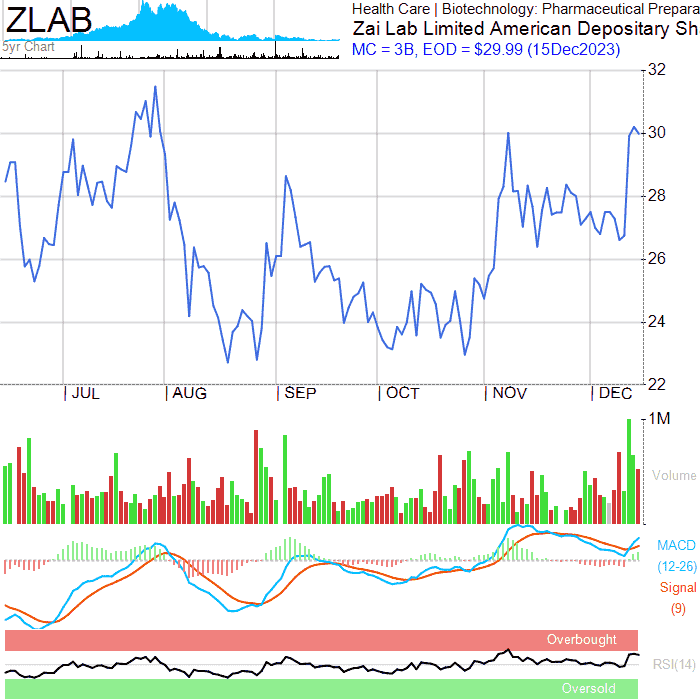 ZLAB
5yr Chart
Health Care | Biotechnology: Pharmaceutical Prepara
Zai Lab Limited American Depositary Sh
MC = 3B, EOD = $29.99 (15Dec2023)
32
30
28
26
24
22
JUL AUG SEP OCT NOV DEC
1M
Volume
MACD
(12-26)
Signal
(9)
Overbought
RSI(14)
Oversold